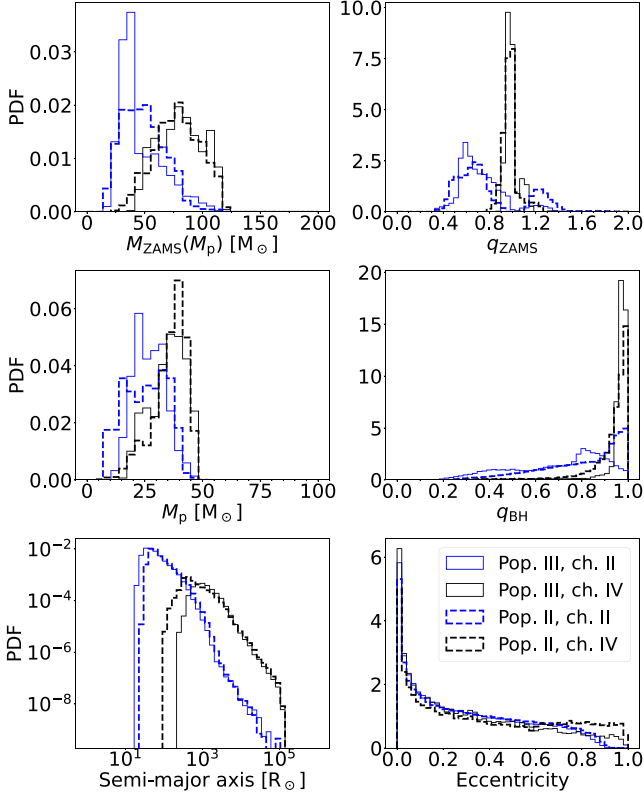 0.03
0.02
0.01
0.00
PDF
0 50 100 150 200
M_ZAMS(M_p) [M_⊙]
10.0
7.5
5.0
2.5
0.0
0.0 0.4 0.8 1.2 1.6 2.0
q_ZAMS
0.06
0.04
0.02
0.00
PDF
0 25 50 75 100
M_p [M_⊙]
20
15
10
5
0
0.0 0.2 0.4 0.6 0.8 1.0
q_BH
10⁻²
10⁻⁴
10⁻⁶
10⁻⁸
PDF
10¹ 10³ 10⁵
Semi-major axis [R_⊙]
6
4
2
0
Pop. III, ch. II
Pop. III, ch. IV
Pop. II, ch. II
Pop. II, ch. IV
0.0 0.2 0.4 0.6 0.8 1.0
Eccentricity